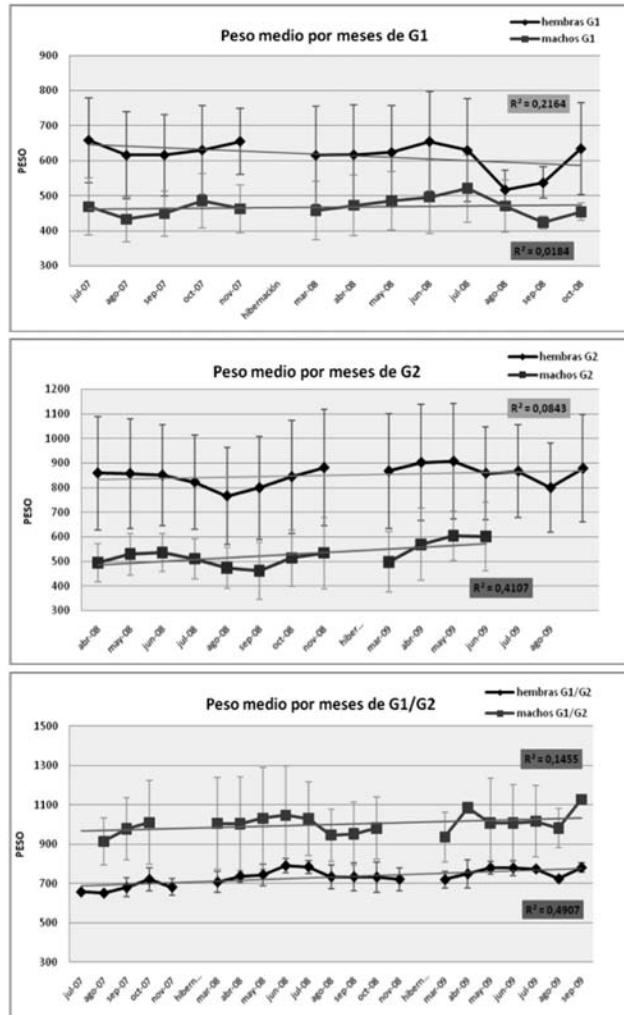 Peso medio por meses de G1
hembras G1
machos G1
PESO
900
800
700
600
500
400
300
R² = 0,2164
R² = 0,0184
jul-07
ago-07
sep-07
oct-07
nov-07
hibernación
mar-08
abr-08
may-08
jun-08
jul-08
ago-08
sep-08
oct-08
Peso medio por meses de G2
hembras G2
machos G2
PESO
1200
1100
1000
900
800
700
600
500
400
300
R² = 0,0843
R² = 0,4107
abr-08
may-08
jun-08
jul-08
ago-08
sep-08
oct-08
nov-08
hiber...
mar-09
abr-09
may-09
jun-09
jul-09
ago-09
Peso medio por meses de G1/G2
hembras G1/G2
machos G1/G2
PESO
1500
1300
1100
900
700
500
300
R² = 0,1455
R² = 0,4907
jul-07
ago-07
sep-07
oct-07
nov-07
hibern...
mar-08
abr-08
may-08
jun-08
jul-08
ago-08
sep-08
oct-08
nov-08
hibern...
mar-09
abr-09
may-09
jun-09
jul-09
ago-09
sep-09